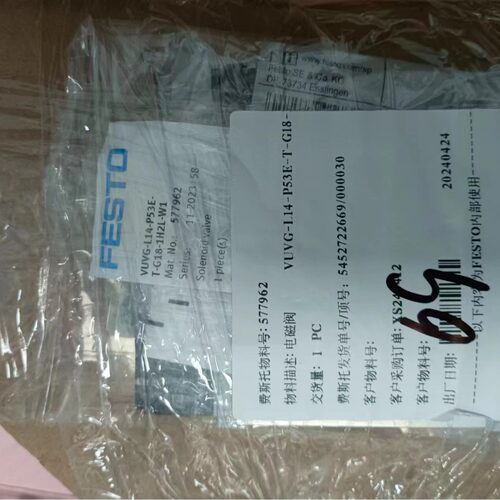 FESTO
VUVG-L14-P53E-
T-G18-1H2L-W1
Mat. No. 577962
Series: 11-2023-58
Solenoid Valve
1 piece(s)
Festo SE & Co. KG
DE-73734 Esslingen
费斯托物料号: 577962
VUVG-L14-P53E-T-G18-
物料描述: 电磁阀
交货量: 1 PC
费斯托发货单号/项号: 5452722669/000030
客户物料号:
客户采购订单:
客户物料号:
出厂日期:
20240424
以下内容为FESTO内部使用